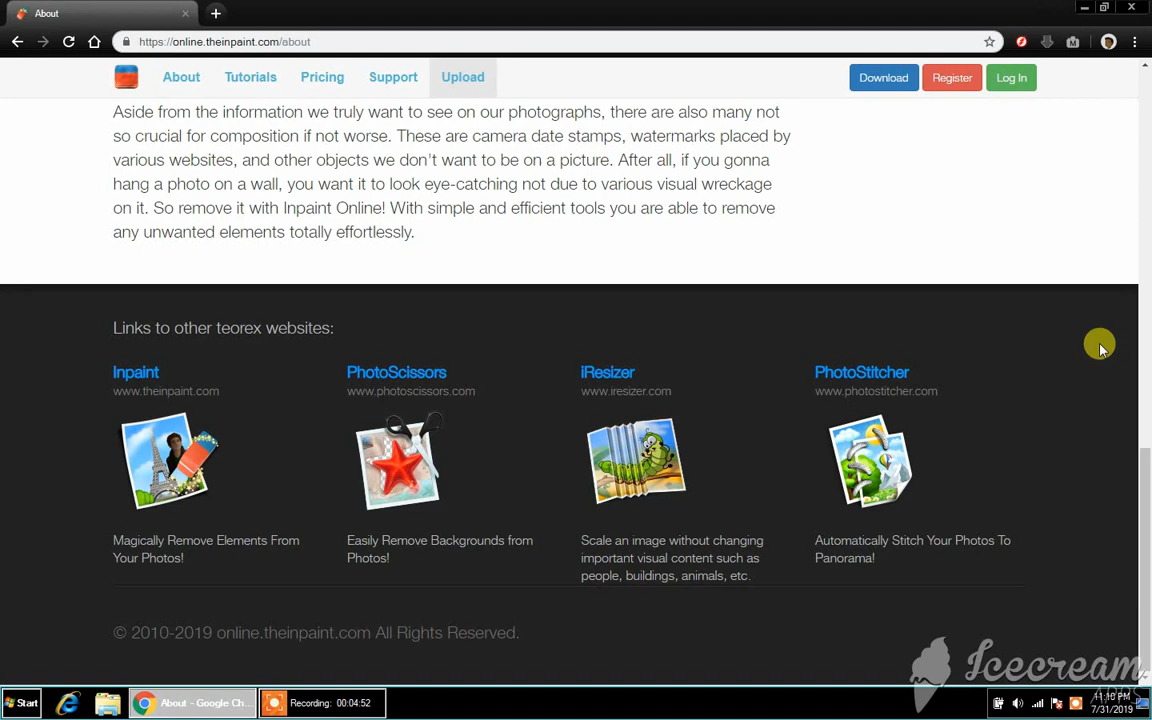 About
https://online.theinpaint.com/about
About Tutorials Pricing Support Upload Download Register Log In
Aside from the information we truly want to see on our photographs, there are also many not
so crucial for composition if not worse. These are camera date stamps, watermarks placed by
various websites, and other objects we don't want to be on a picture. After all, if you gonna
hang a photo on a wall, you want it to look eye-catching not due to various visual wreckage
on it. So remove it with Inpaint Online! With simple and efficient tools you are able to remove
any unwanted elements totally effortlessly.
Links to other teorex websites:
Inpaint
www.theinpaint.com
Magically Remove Elements From
Your Photos!
PhotoScissors
www.photoscissors.com
Easily Remove Backgrounds from
Photos!
iResizer
www.iresizer.com
Scale an image without changing
important visual content such as
people, buildings, animals, etc.
PhotoStitcher
www.photostitcher.com
Automatically Stitch Your Photos To
Panorama!
© 2010-2019 online.theinpaint.com All Rights Reserved.
Icecream
APPS
Start
About - Google Ch...
Recording: 00:04:52
11:10 PM
7/31/2019